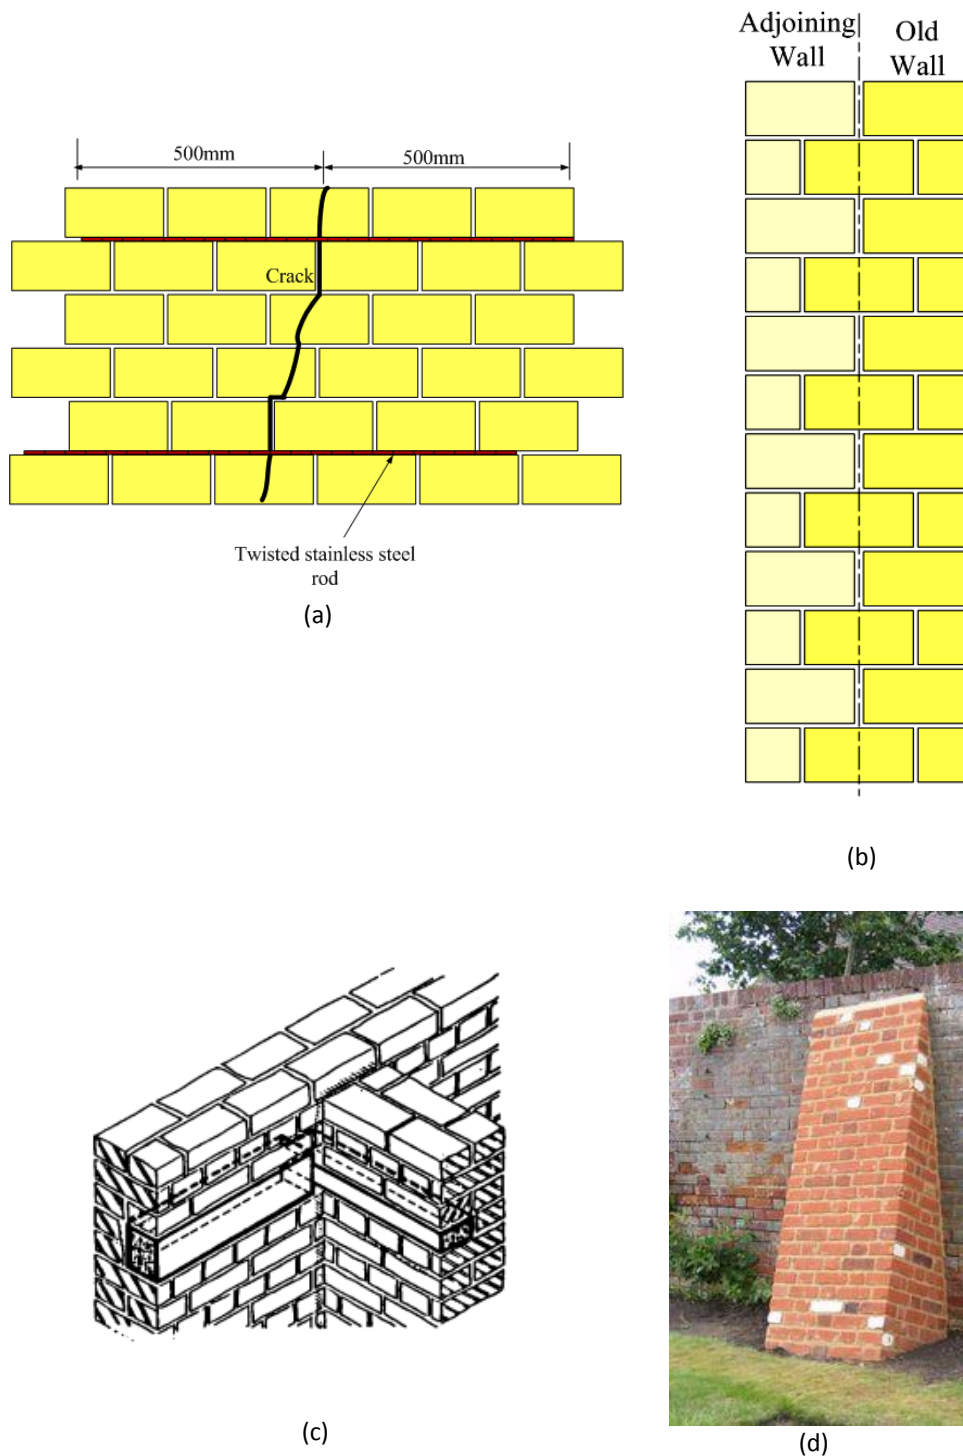 Adjoining
Wall
Old
Wall
500mm
500mm
Crack
Twisted stainless steel
rod
(a)
(b)
(c)
(d)